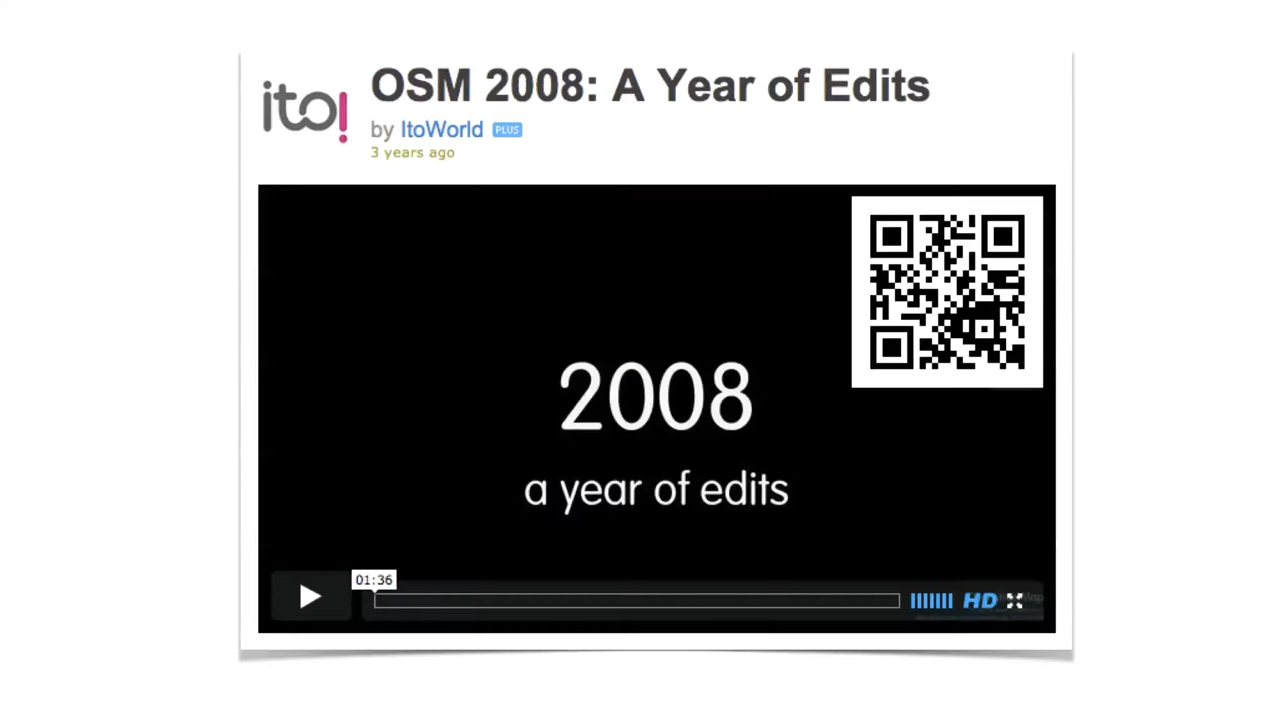 ito!
OSM 2008: A Year of Edits
by ItoWorld PLUS
3 years ago
2008
a year of edits
01:36
HD